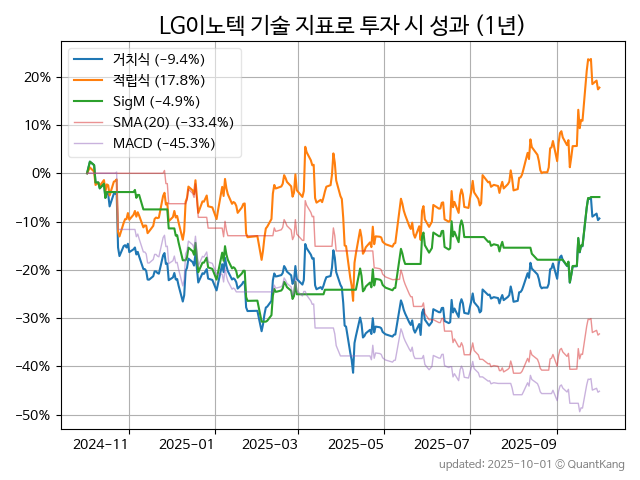 LG이노텍 기술 지표로 투자 시 성과 (1년)
거치식 (−9.4%)
적립식 (17.8%)
SigM (−4.9%)
SMA(20) (−33.4%)
MACD (−45.3%)
20%
10%
0%
−10%
−20%
−30%
−40%
−50%
2024-11 2025-01 2025-03 2025-05 2025-07 2025-09
updated: 2025-10-01 © QuantKang